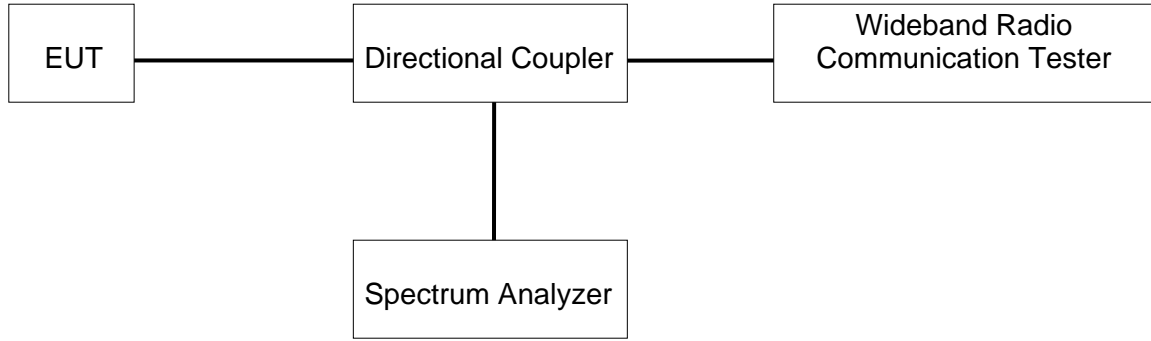 EUT
Directional Coupler
Wideband Radio
Communication Tester
Spectrum Analyzer